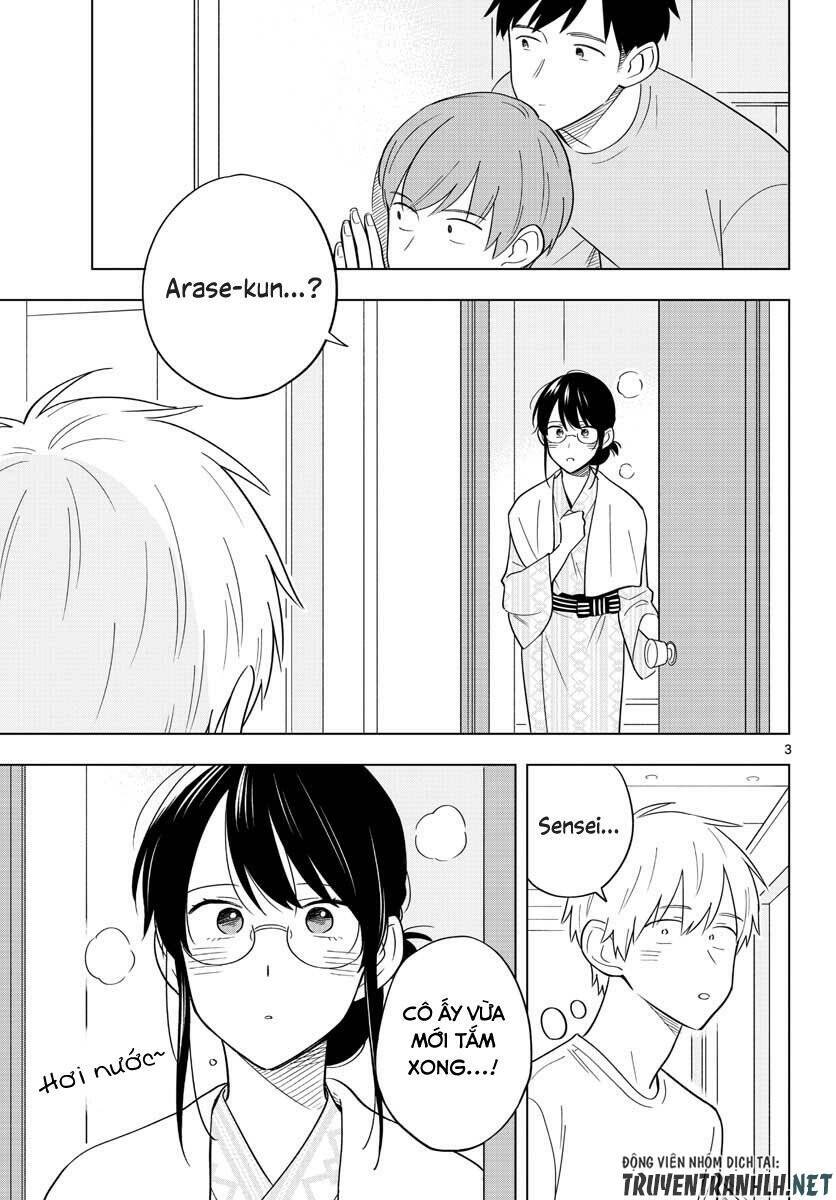 Arase-kun...?
3
Sensei...
CÔ ẤY VỪA
MỚI TẮM
XONG...!
Hơi nước~
ĐỘNG VIÊN NHÓM DỊCH TẠI:
TRUYENTRANHLH.NET